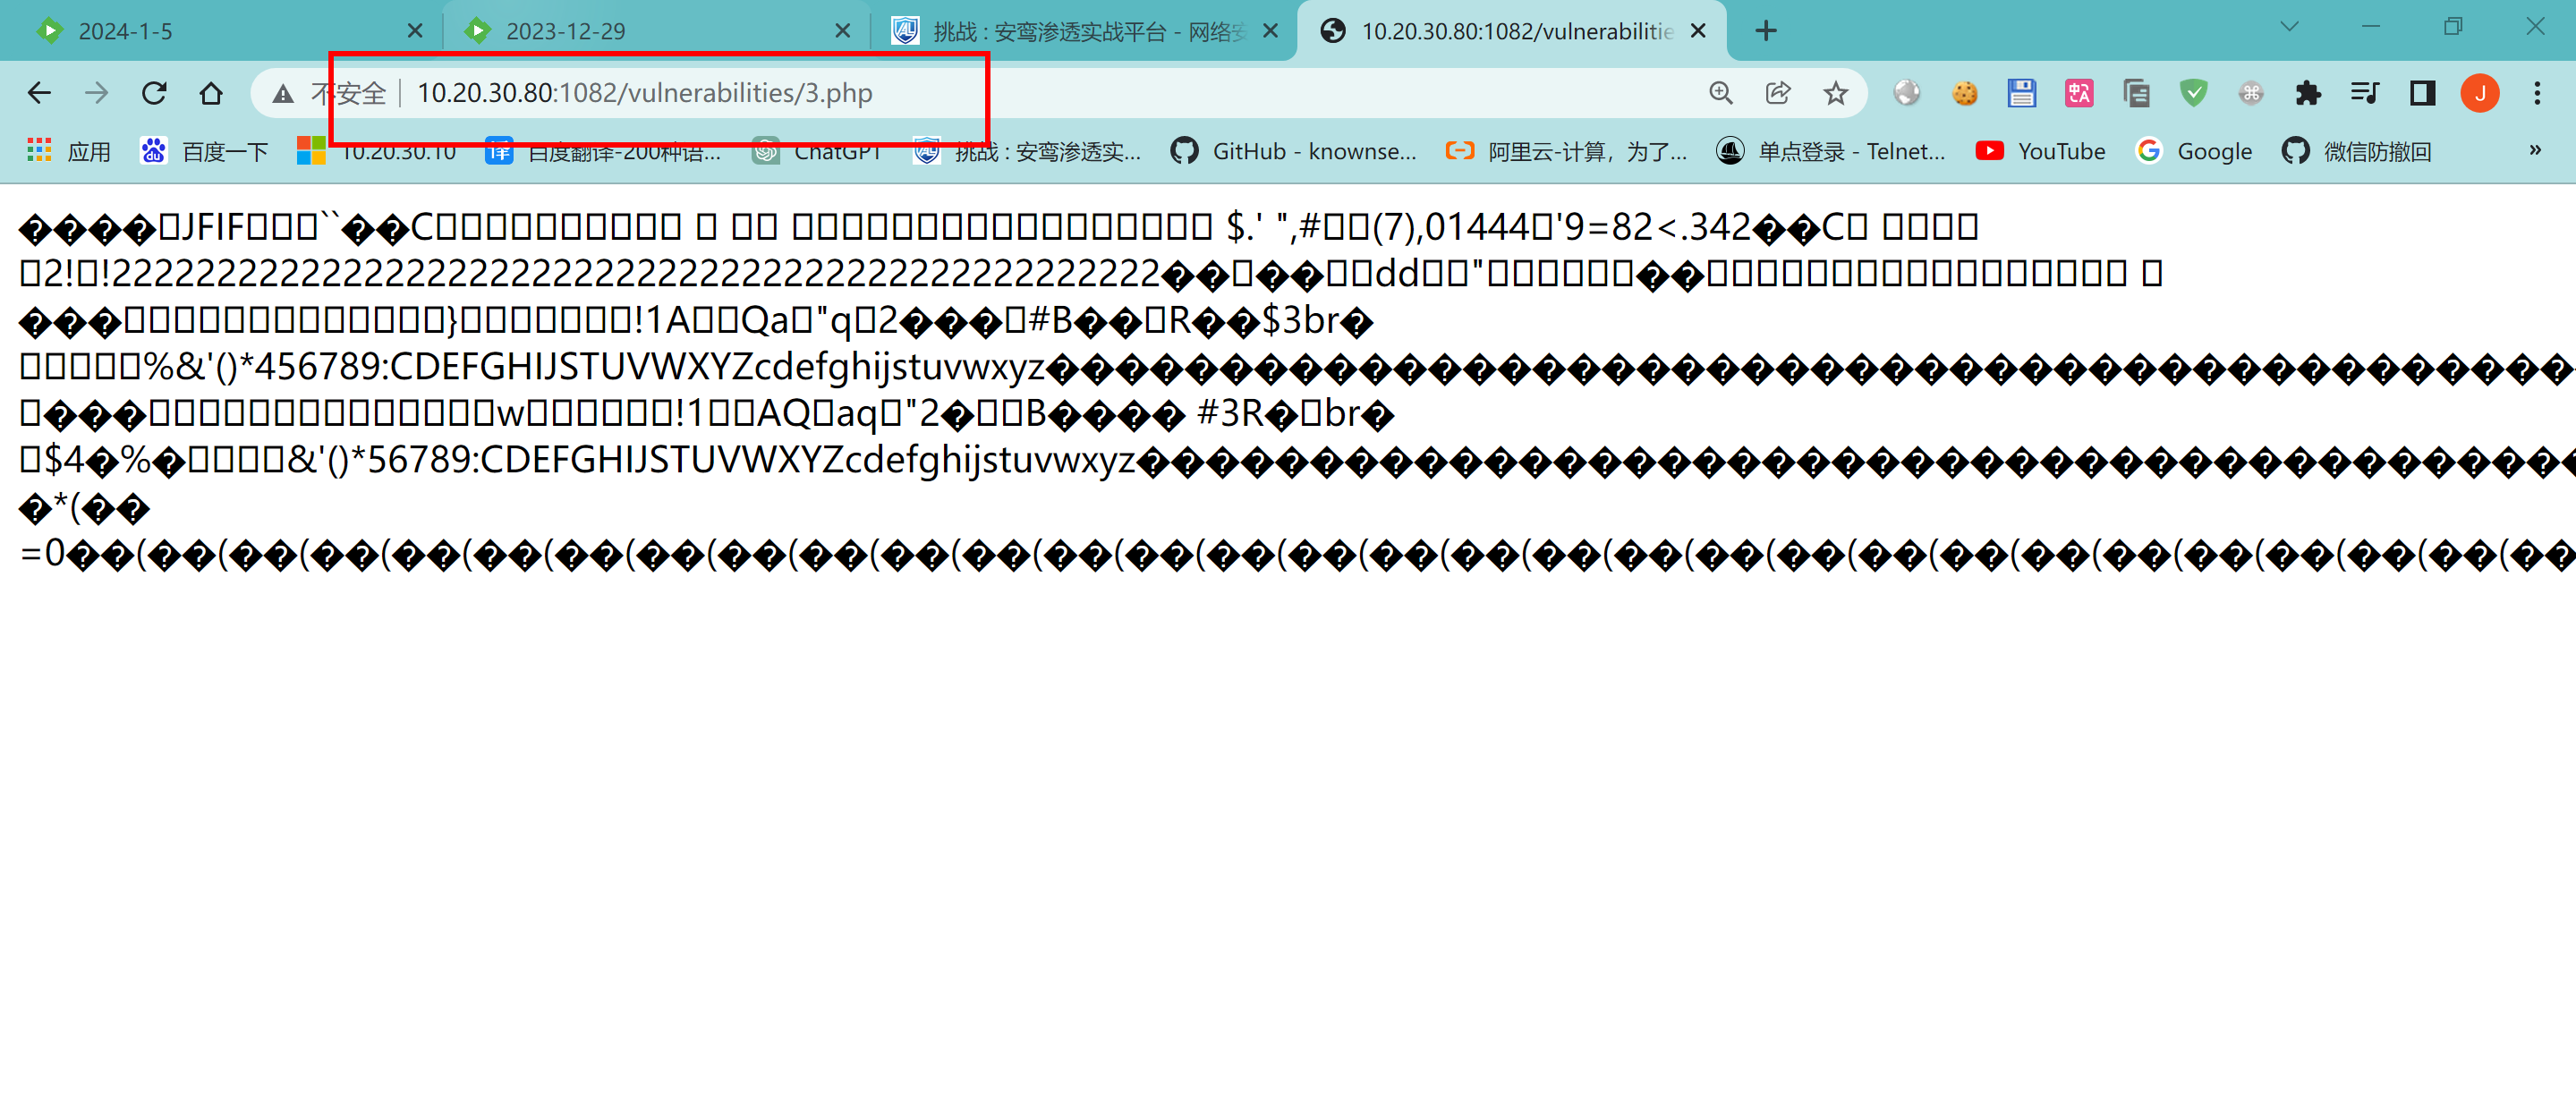 2024-1-5
2023-12-29
挑战 : 安鸾渗透实战平台 - 网络安
10.20.30.80:1082/vulnerabilitie
不安全
10.20.30.80:1082/vulnerabilities/3.php
应用
百度一下
10.20.30.10
百度翻译-200种语...
ChatGPT
挑战 : 安鸾渗透实...
GitHub - knownse...
阿里云-计算，为了...
单点登录 - Telnet...
YouTube
Google
微信防撤回
»
����JFIF``��C $.' ",#(7),01444'9=82<.342��C
2!!22222222222222222222222222222222222222222222222222����dd"��
���}!1AQa"q2���#B��R��$3br�
%&'()*456789:CDEFGHIJSTUVWXYZcdefghijstuvwxyz
���w!1AQaq"2�B���� #3R�br�
$4�%�&'()*56789:CDEFGHIJSTUVWXYZcdefghijstuvwxyz
�*(��
=0��(��(��(��(��(��(��(��(��(��(��(��(��(��(��(��(��(��(��(��(��(��(��(��(��(��(��(��(��(��(��